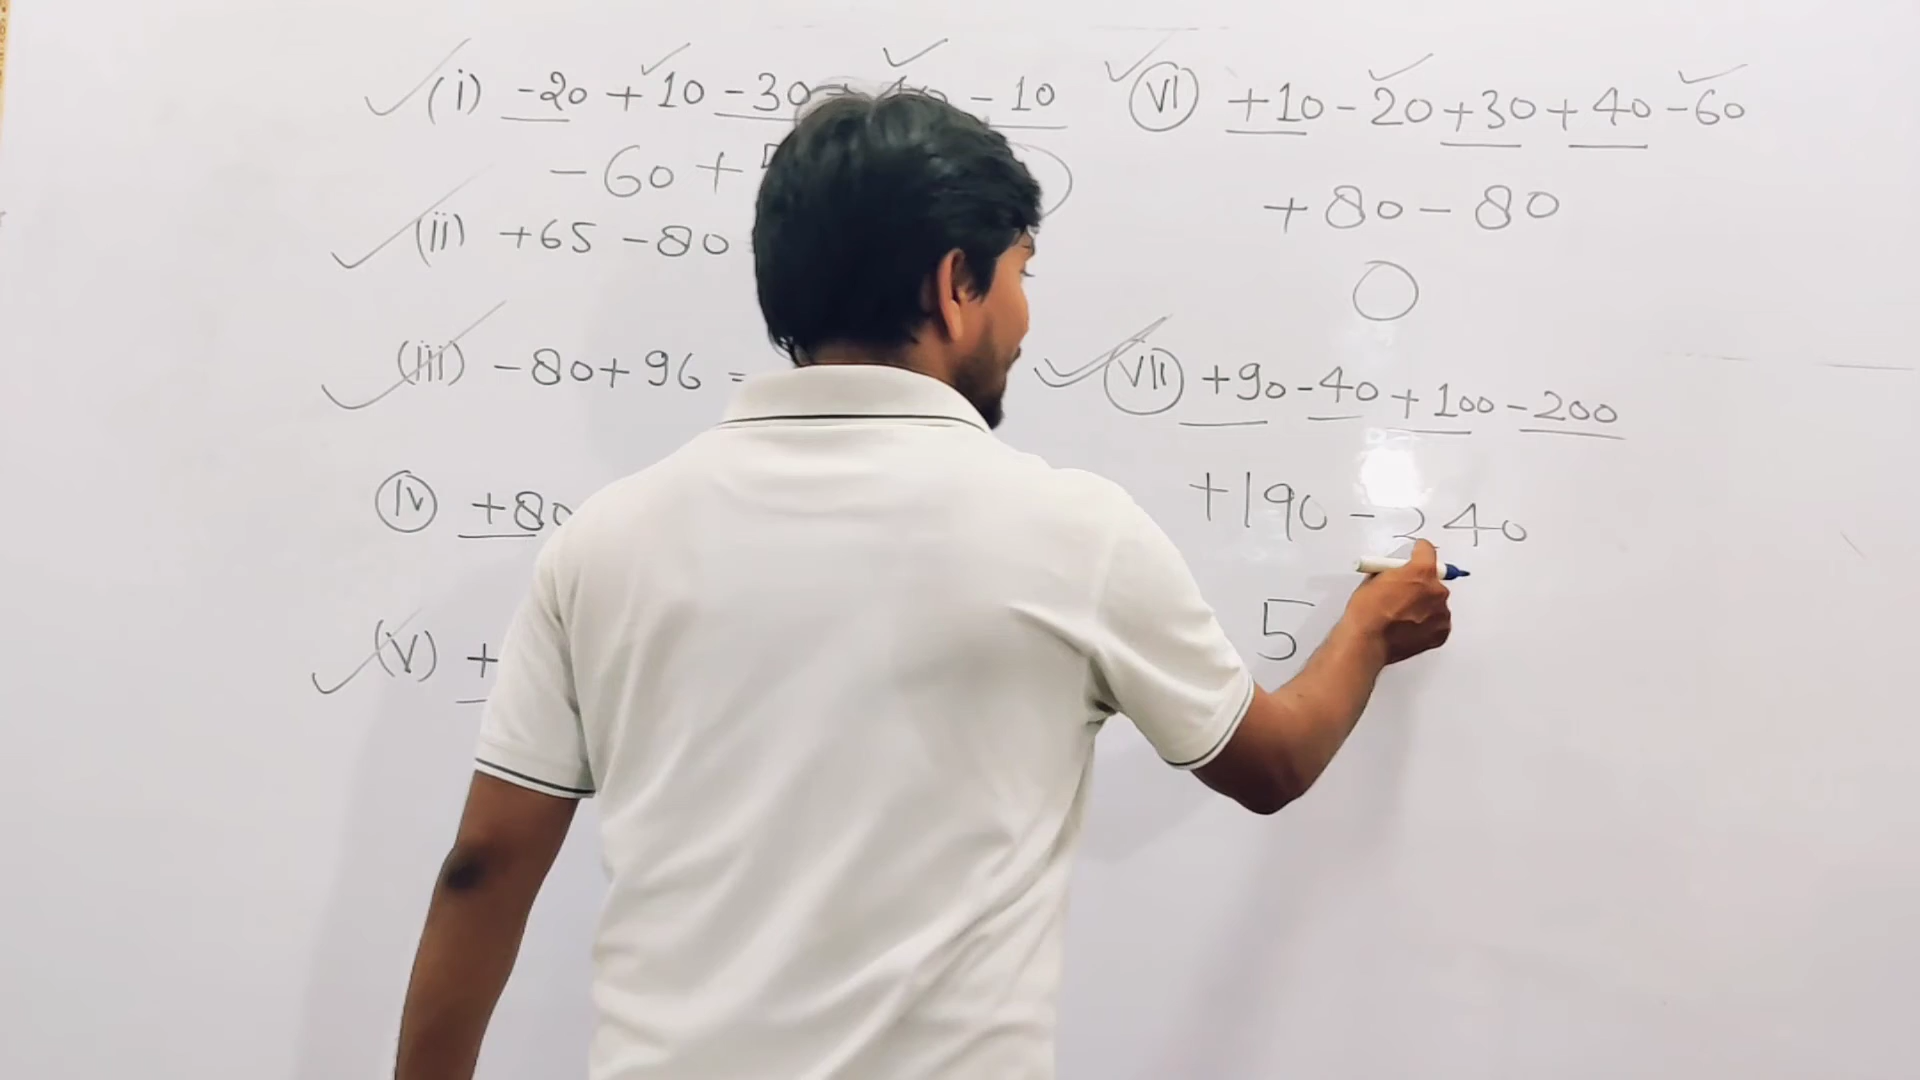 (i) -20 + 10 - 30 + 40 - 10
-60 +
(ii) +65 -80
(iii) -80+96 =
(iv) +80
(v) +
(vi) +10-20+30+40-60
+80-80
0
(vii) +90-40+100-200
+190-240
5